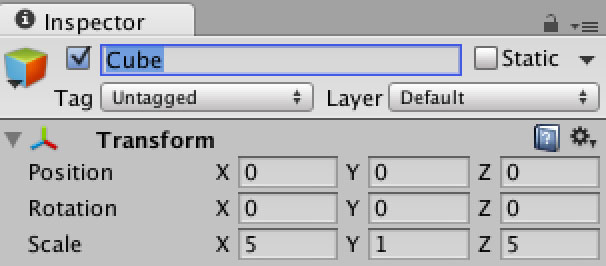 Inspector
Cube Static
Tag Untagged Layer Default
Transform
Position X 0 Y 0 Z 0
Rotation X 0 Y 0 Z 0
Scale X 5 Y 1 Z 5